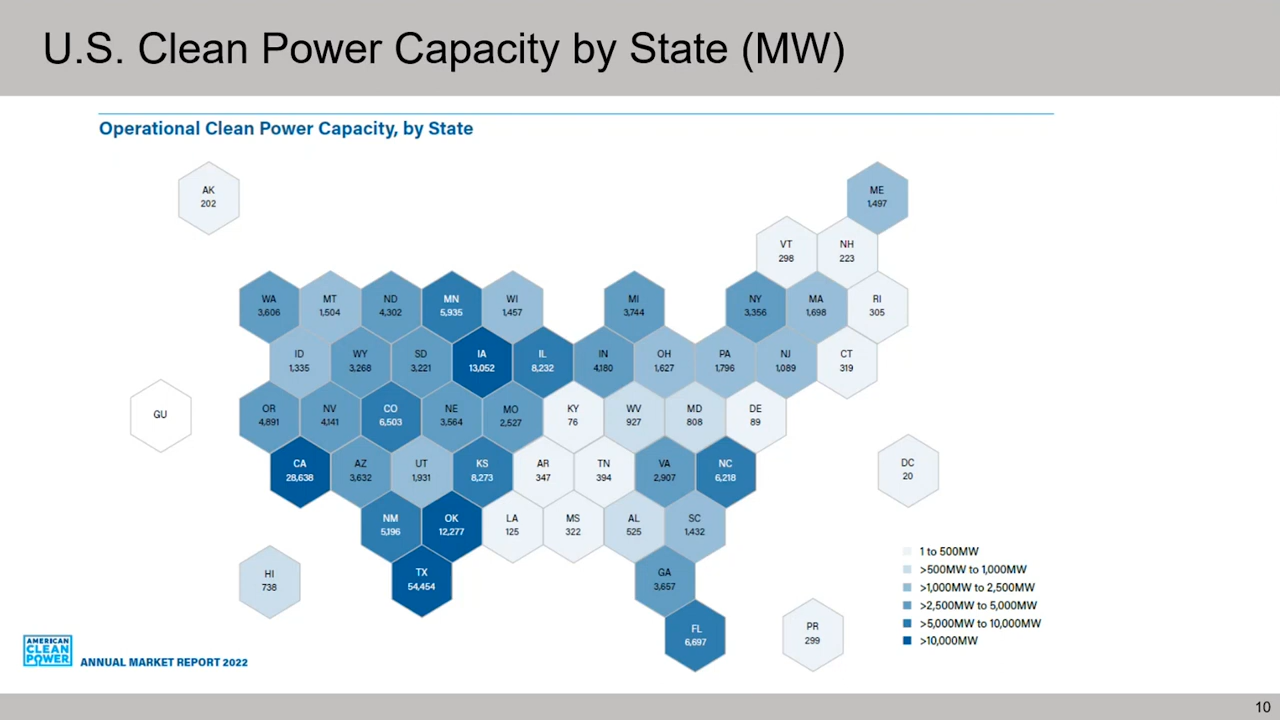 U.S. Clean Power Capacity by State (MW)
Operational Clean Power Capacity, by State
AK
202
ME
1,497
VT
298
NH
223
WA
3,606
MT
1,504
ND
4,302
MN
5,935
WI
1,457
MI
3,744
NY
3,356
MA
1,698
RI
305
ID
1,335
WY
3,268
SD
3,221
IA
13,052
IL
8,232
IN
4,180
OH
1,627
PA
1,796
NJ
1,089
CT
319
GU
OR
4,891
NV
4,141
CO
6,503
NE
3,564
MO
2,527
KY
76
WV
927
MD
808
DE
89
CA
28,638
AZ
3,632
UT
1,931
KS
8,273
AR
347
TN
394
VA
2,907
NC
6,218
DC
20
NM
5,196
OK
12,277
LA
125
MS
322
AL
525
SC
1,432
HI
738
TX
54,454
GA
3,657
FL
6,697
PR
299
1 to 500MW
>500MW to 1,000MW
>1,000MW to 2,500MW
>2,500MW to 5,000MW
>5,000MW to 10,000MW
>10,000MW
AMERICAN
CLEAN
POWER
ANNUAL MARKET REPORT 2022
10